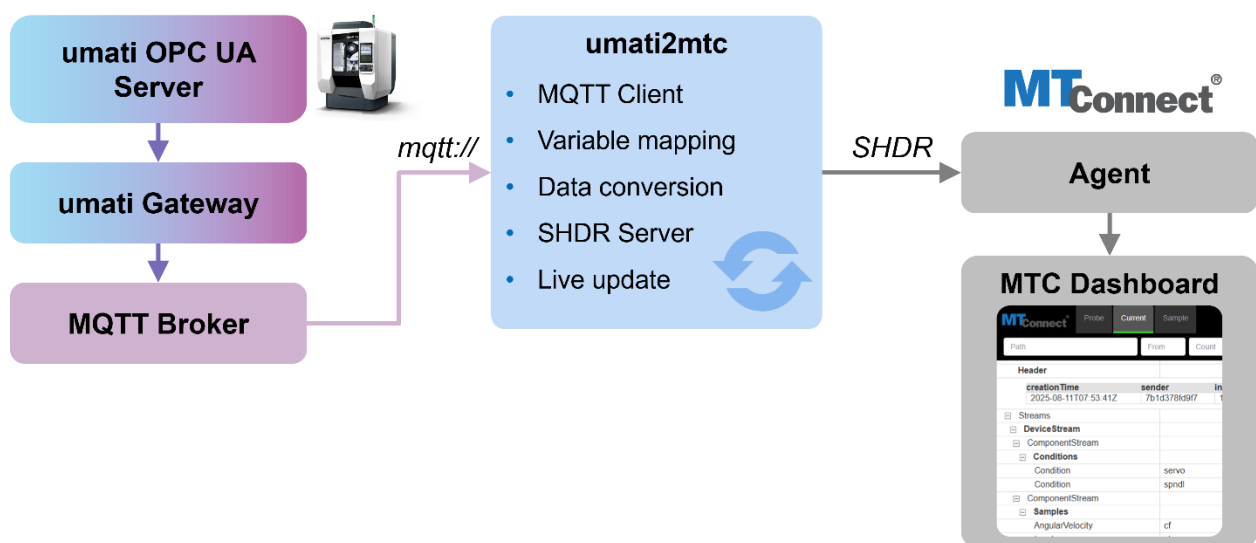 umati OPC UA
Server
umati Gateway
MQTT Broker
mqtt://
umati2mtc
• MQTT Client
• Variable mapping
• Data conversion
• SHDR Server
• Live update
SHDR
MTConnect®
Agent
MTC Dashboard
MTConnect® Probe Current Sample
Path From Count
Header
creationTime sender in
2025-08-11T07:53:41Z 7b1d378fd9f7 1
Streams
DeviceStream
ComponentStream
Conditions
Condition servo
Condition spndl
ComponentStream
Samples
AngularVelocity cf